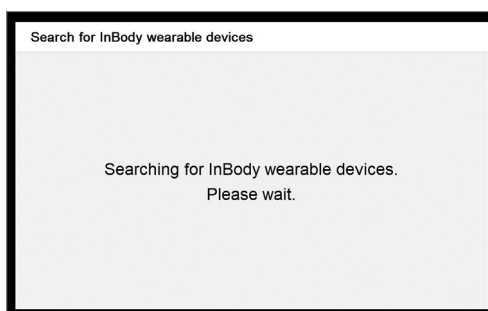 Search for InBody wearable devices
Searching for InBody wearable devices.
Please wait.